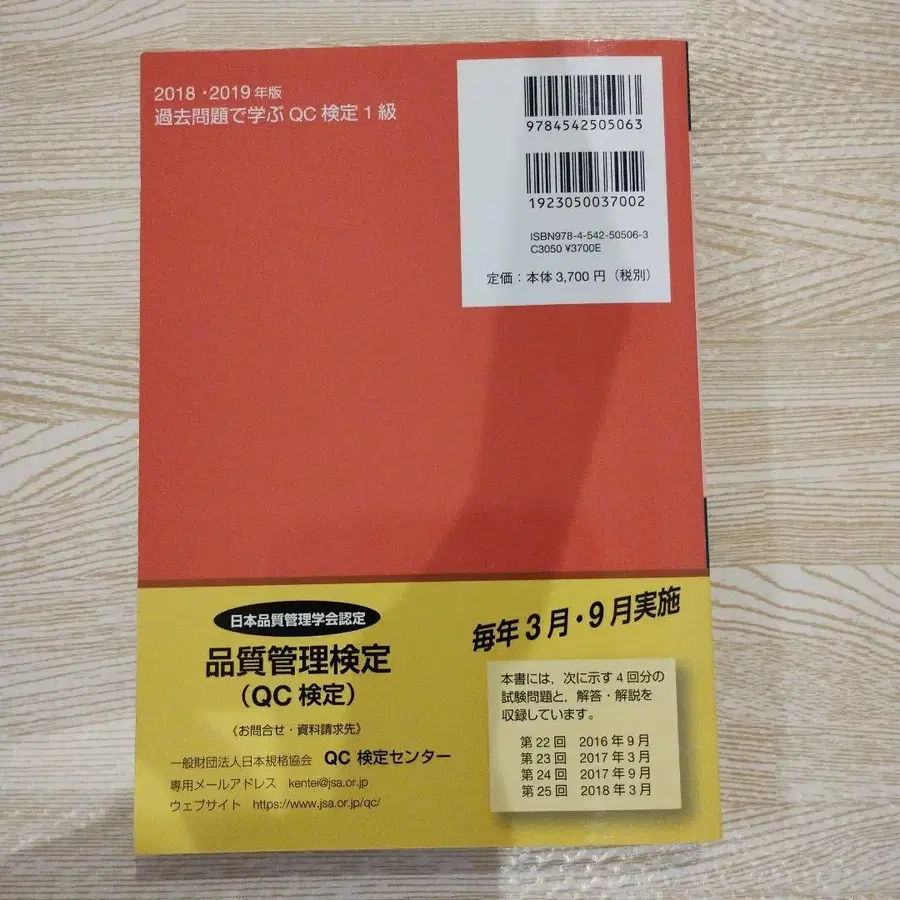 2018・2019年版
過去問題で学ぶQC検定1級
9784542505063
1923050037002
ISBN978-4-542-50506-3
C3050 ¥3700E
定価：本体3,700円（税別）
日本品質管理学会認定
品質管理検定
（QC検定）
《お問合せ・資料請求先》
一般財団法人日本規格協会 QC検定センター
専用メールアドレス kentei@jsa.or.jp
ウェブサイト https://www.jsa.or.jp/qc/
毎年3月・9月実施
本書には，次に示す4回分の
試験問題と，解答・解説を
収録しています。
第22回 2016年9月
第23回 2017年3月
第24回 2017年9月
第25回 2018年3月